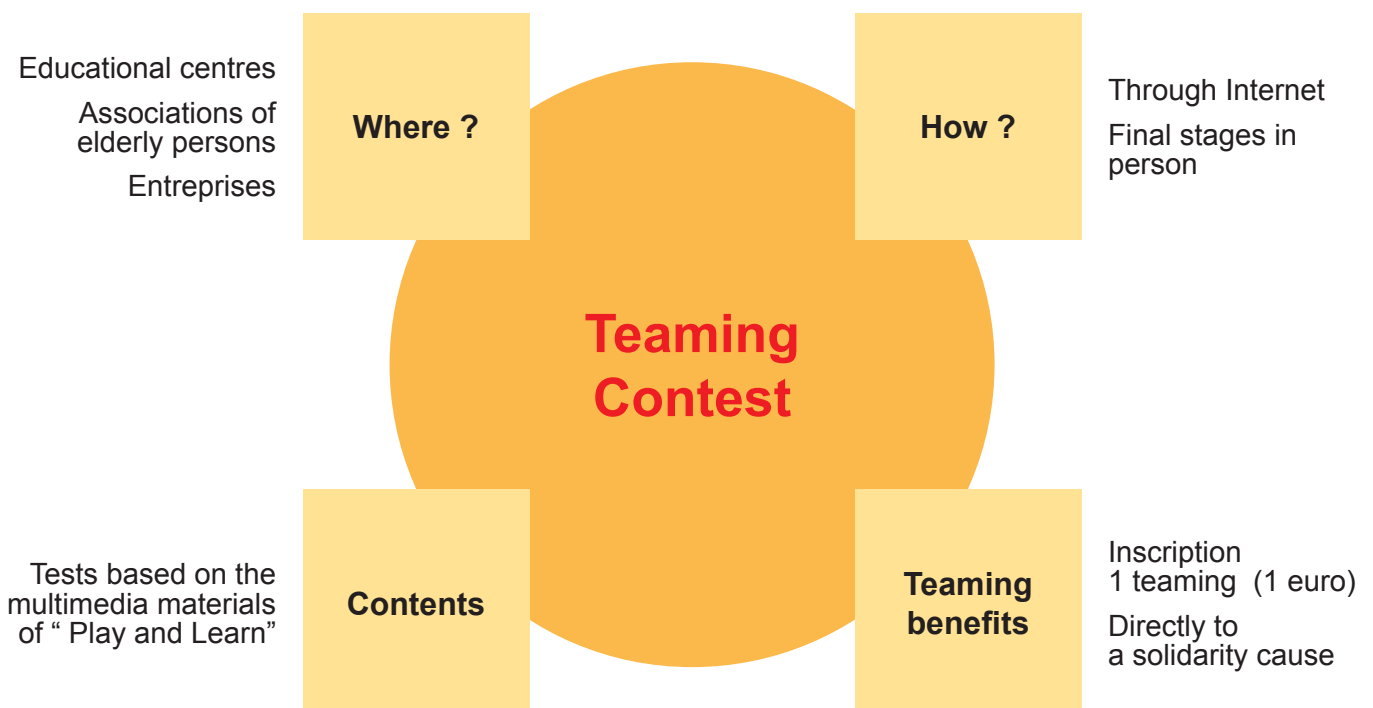 Educational centres
Associations of
elderly persons
Entreprises
Where ?
How ?
Through Internet
Final stages in
person
Teaming
Contest
Tests based on the
multimedia materials
of “ Play and Learn”
Contents
Teaming
benefits
Inscription
1 teaming  (1 euro)
Directly to
a solidarity cause